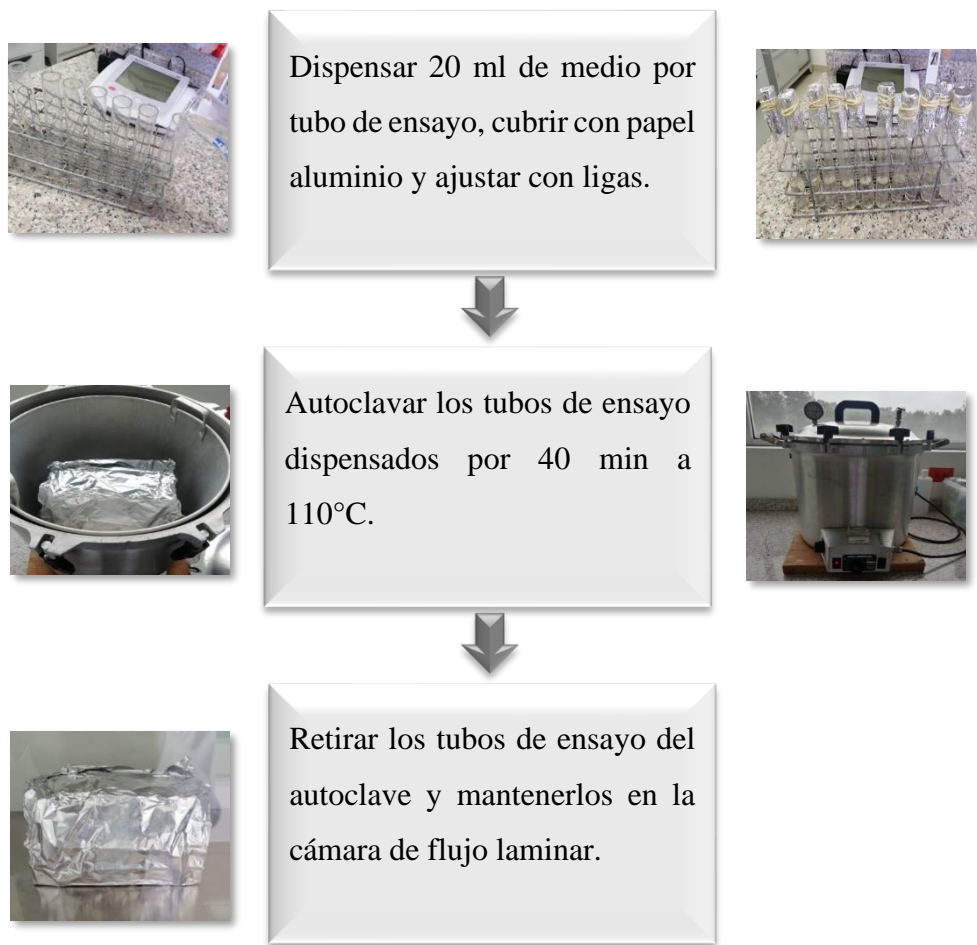 Dispensar 20 ml de medio por
tubo de ensayo, cubrir con papel
aluminio y ajustar con ligas.
Autoclavar los tubos de ensayo
dispensados por 40 min a
110°C.
Retirar los tubos de ensayo del
autoclave y mantenerlos en la
cámara de flujo laminar.